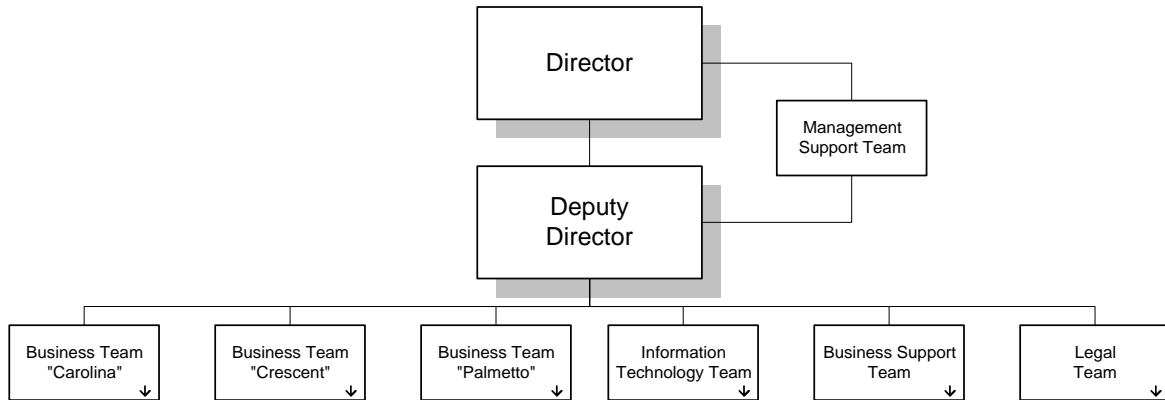 Director
Management
Support Team
Deputy
Director
Business Team
"Carolina"
Business Team
"Crescent"
Business Team
"Palmetto"
Information
Technology Team
Business Support
Team
Legal
Team